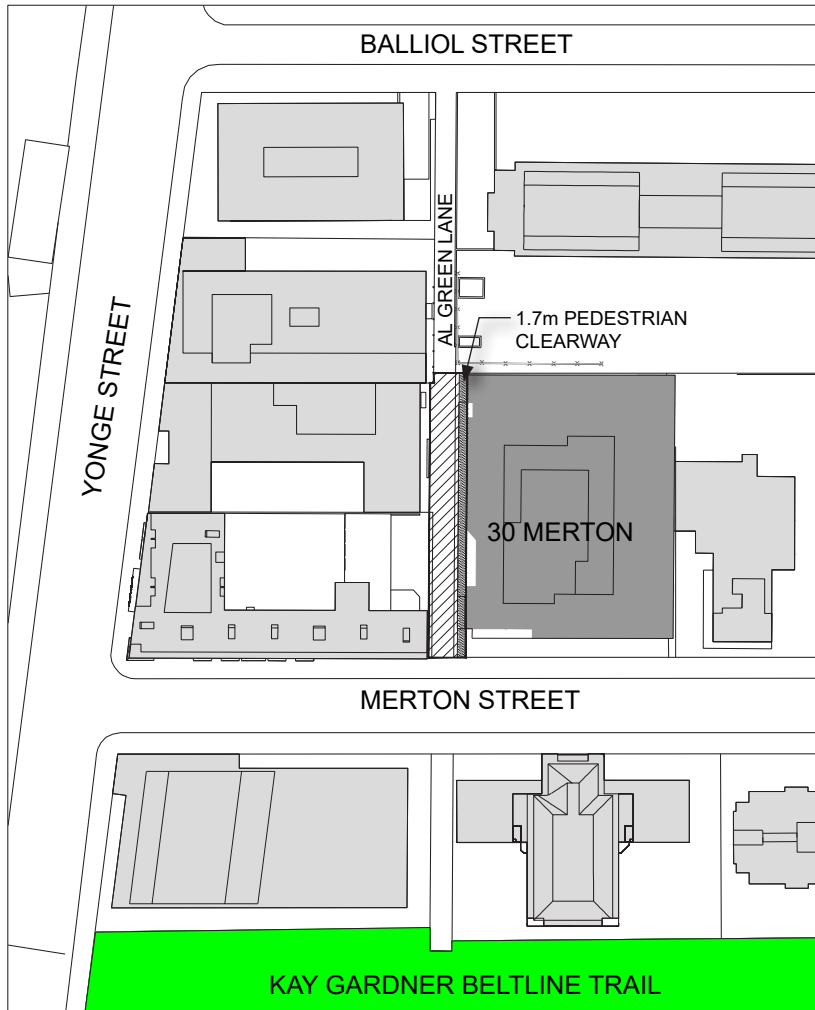 BALLIOL STREET
AL GREEN LANE
1.7m PEDESTRIAN
CLEARWAY
YONGE STREET
30 MERTON
MERTON STREET
KAY GARDNER BELTLINE TRAIL